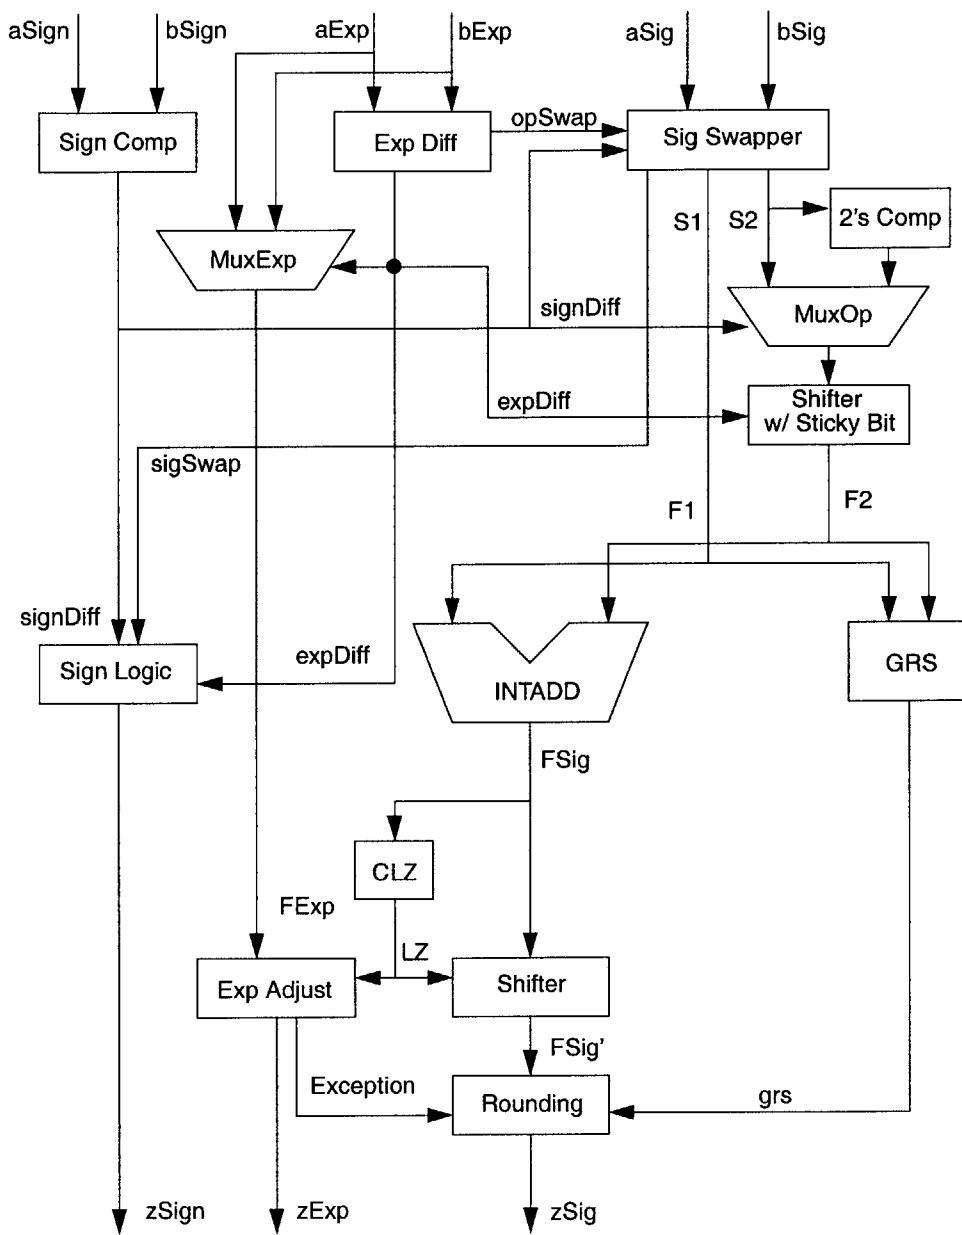 aSign
bSign
aExp
bExp
aSig
bSig
Sign Comp
Exp Diff
opSwap
Sig Swapper
S1
S2
2's Comp
MuxExp
signDiff
MuxOp
expDiff
Shifter
w/ Sticky Bit
sigSwap
F1
F2
signDiff
Sign Logic
expDiff
INTADD
GRS
FSig
CLZ
FExp
LZ
Exp Adjust
Shifter
FSig'
Exception
Rounding
grs
zSign
zExp
zSig